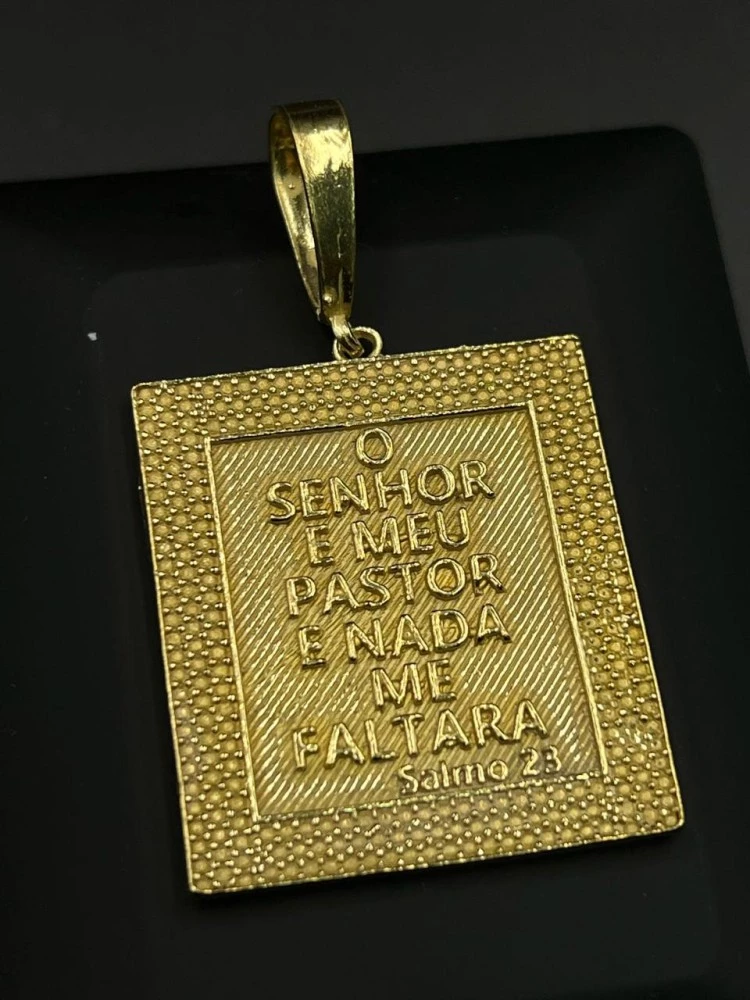 O
SENHOR
E MEU
PASTOR
E NADA
ME
FALTARA
Salmo 23